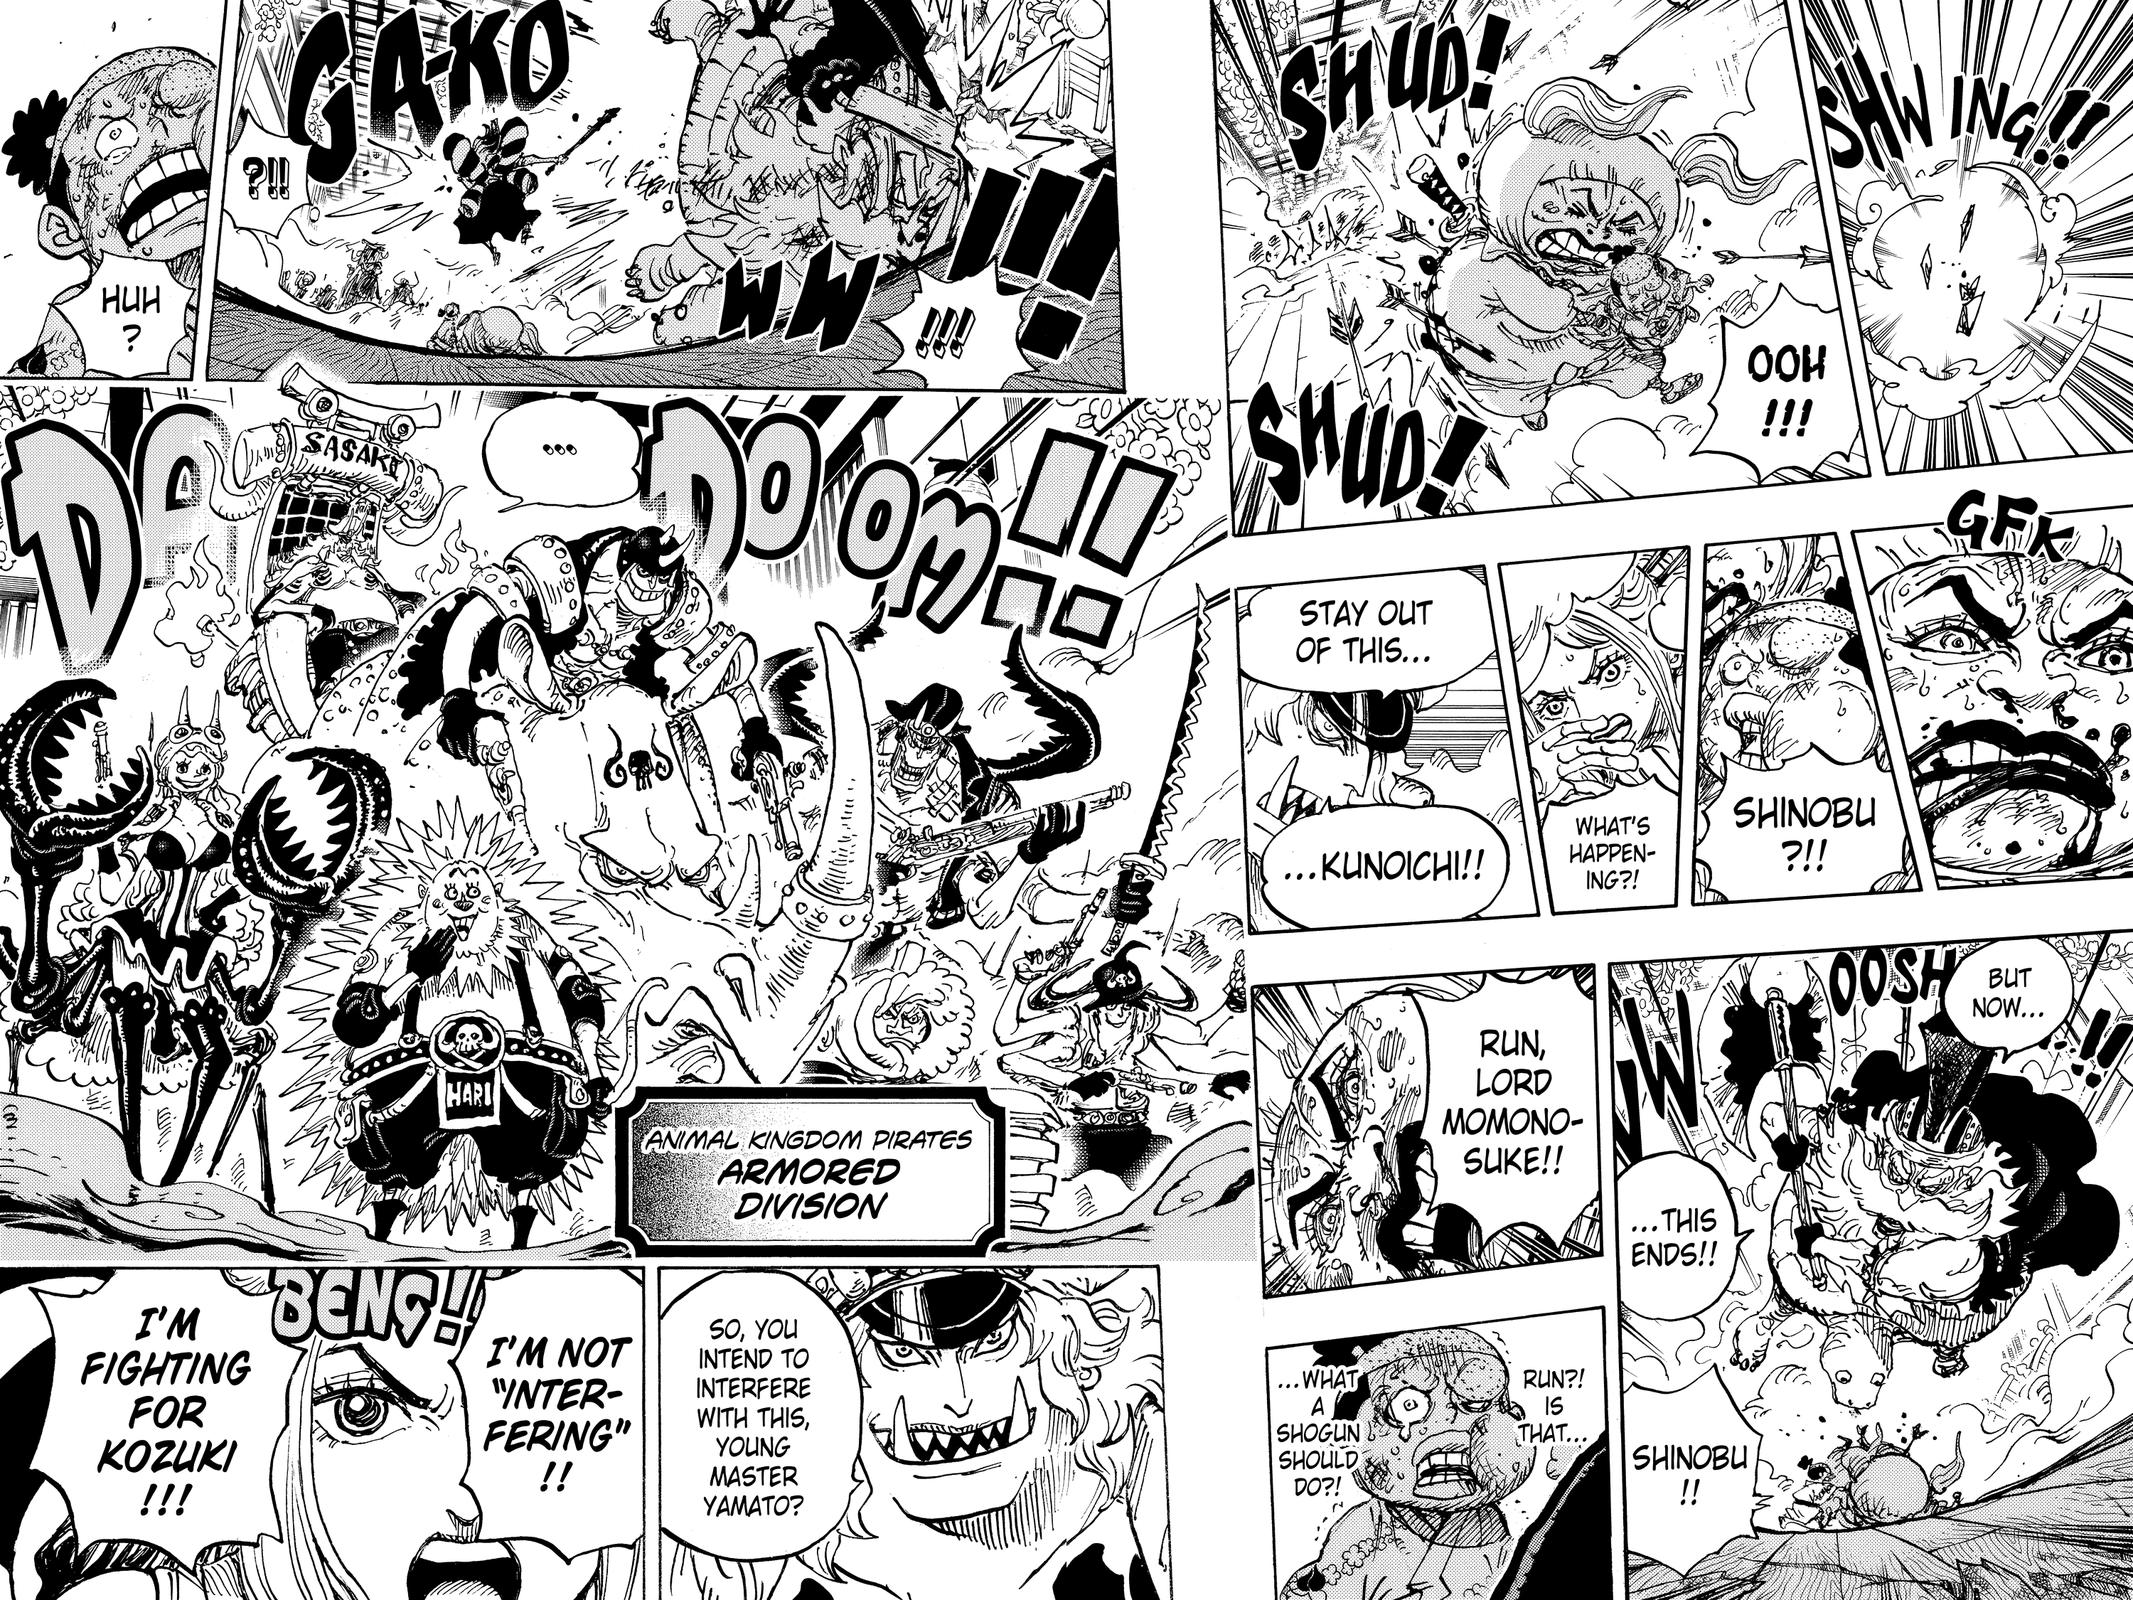 SHWING!!
SHUD!
OOH
!!!
SHUD!
GFK
SHINOBU
?!!
WHAT'S
HAPPEN-
ING?!
STAY OUT
OF THIS...
...KUNOICHI!!
OOSH
!!
BUT
NOW...
...THIS
ENDS!!
SHINOBU
!!
RUN,
LORD
MOMONO-
SUKE!!
RUN?!
IS
THAT...
...WHAT
A
SHOGUN
SHOULD
DO?!
GA-KO
WW
!!!
!!!
?!!
HUH
?
DA
DOOM!!
...
SASAKI
HARI
ANIMAL KINGDOM PIRATES
ARMORED
DIVISION
SO, YOU
INTEND TO
INTERFERE
WITH THIS,
YOUNG
MASTER
YAMATO?
BENG!!
I'M NOT
"INTER-
FERING"
!!
I'M
FIGHTING
FOR
KOZUKI
!!!